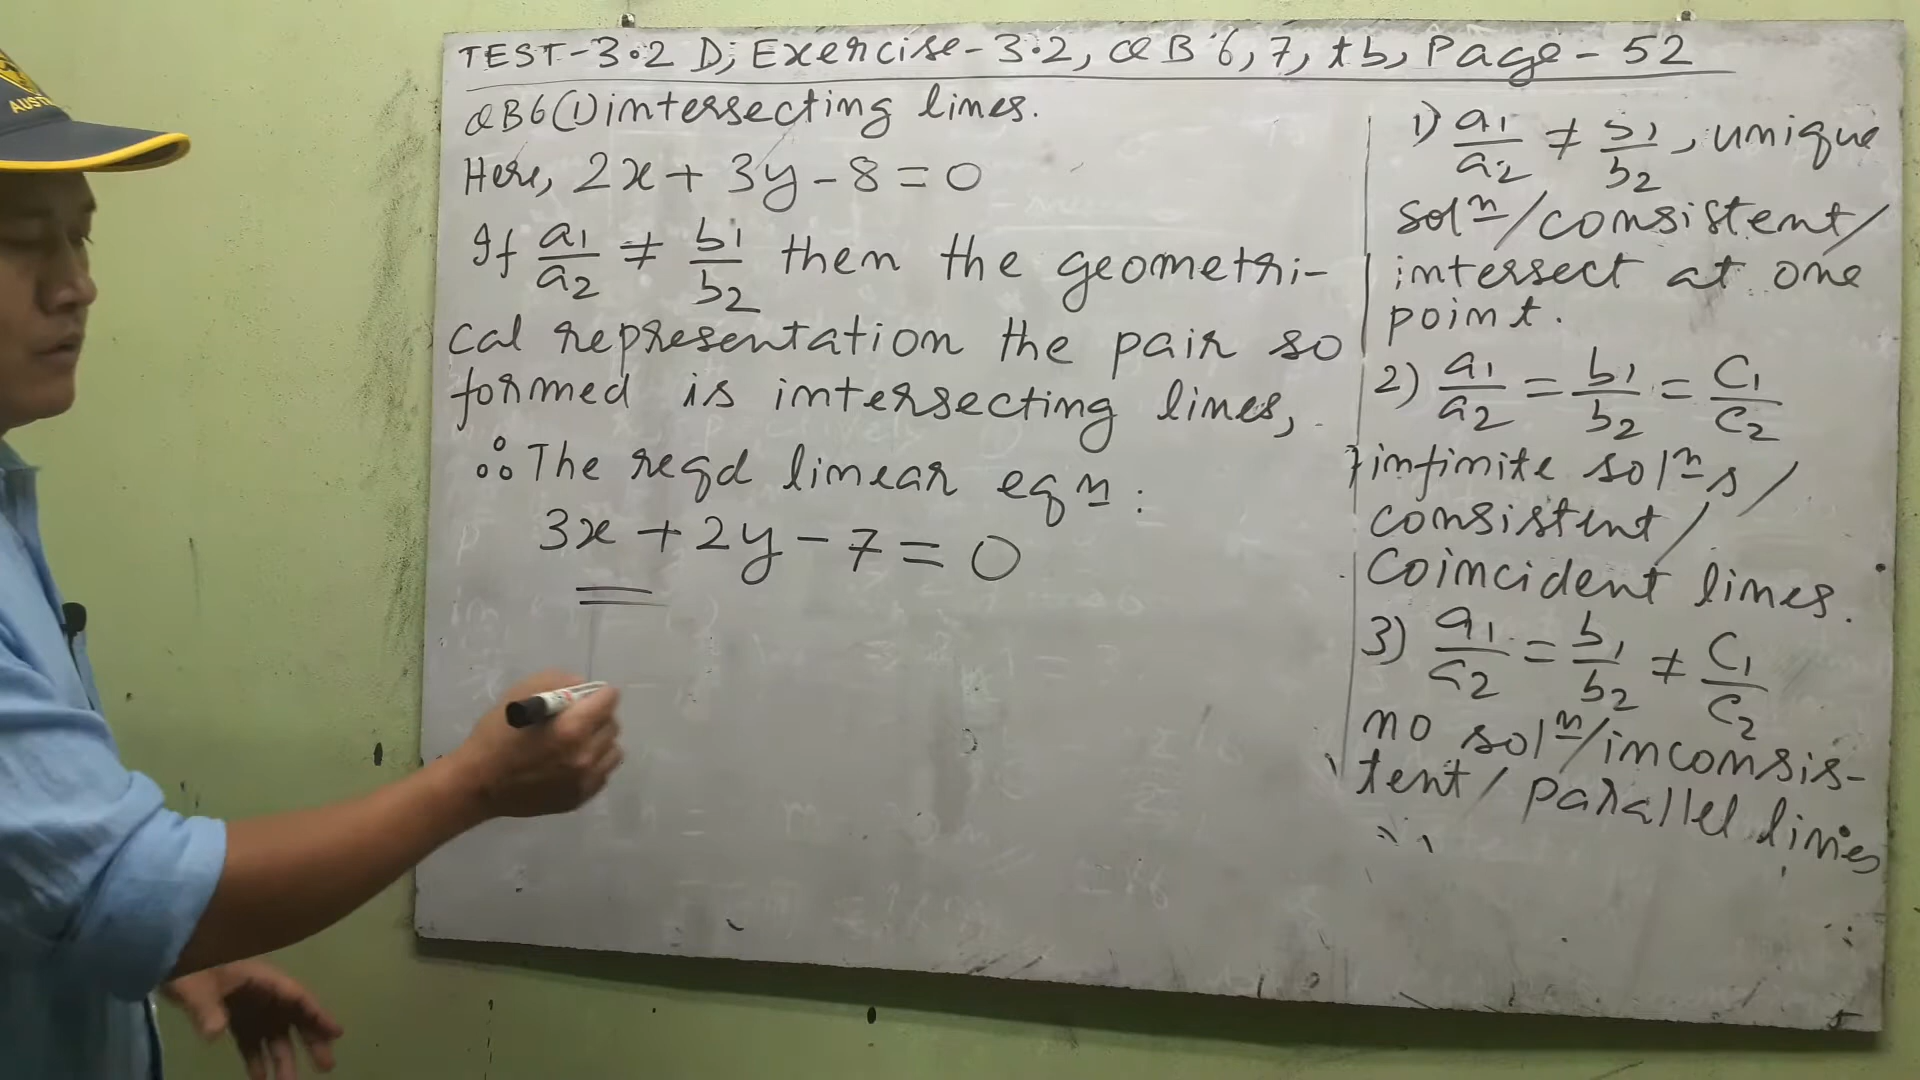 TEST-3.2 D; Exercise-3.2, QB 6, 7, tb, Page-52
QB6(1) intersecting lines.
Here, 2x + 3y - 8 = 0
If a1/a2 ≠ b1/b2 then the geometri-
cal representation the pair so
formed is intersecting lines,
∴ The reqd linear eqn:
3x + 2y - 7 = 0
1) a1/a2 ≠ b1/b2, unique
soln/consistent/
intersect at one
point.
2) a1/a2 = b1/b2 = C1/C2
infinite solns/
consistent/
Coincident lines.
3) a1/a2 = b1/b2 ≠ C1/C2
no soln/inconsis-
tent/parallel lines
AUST